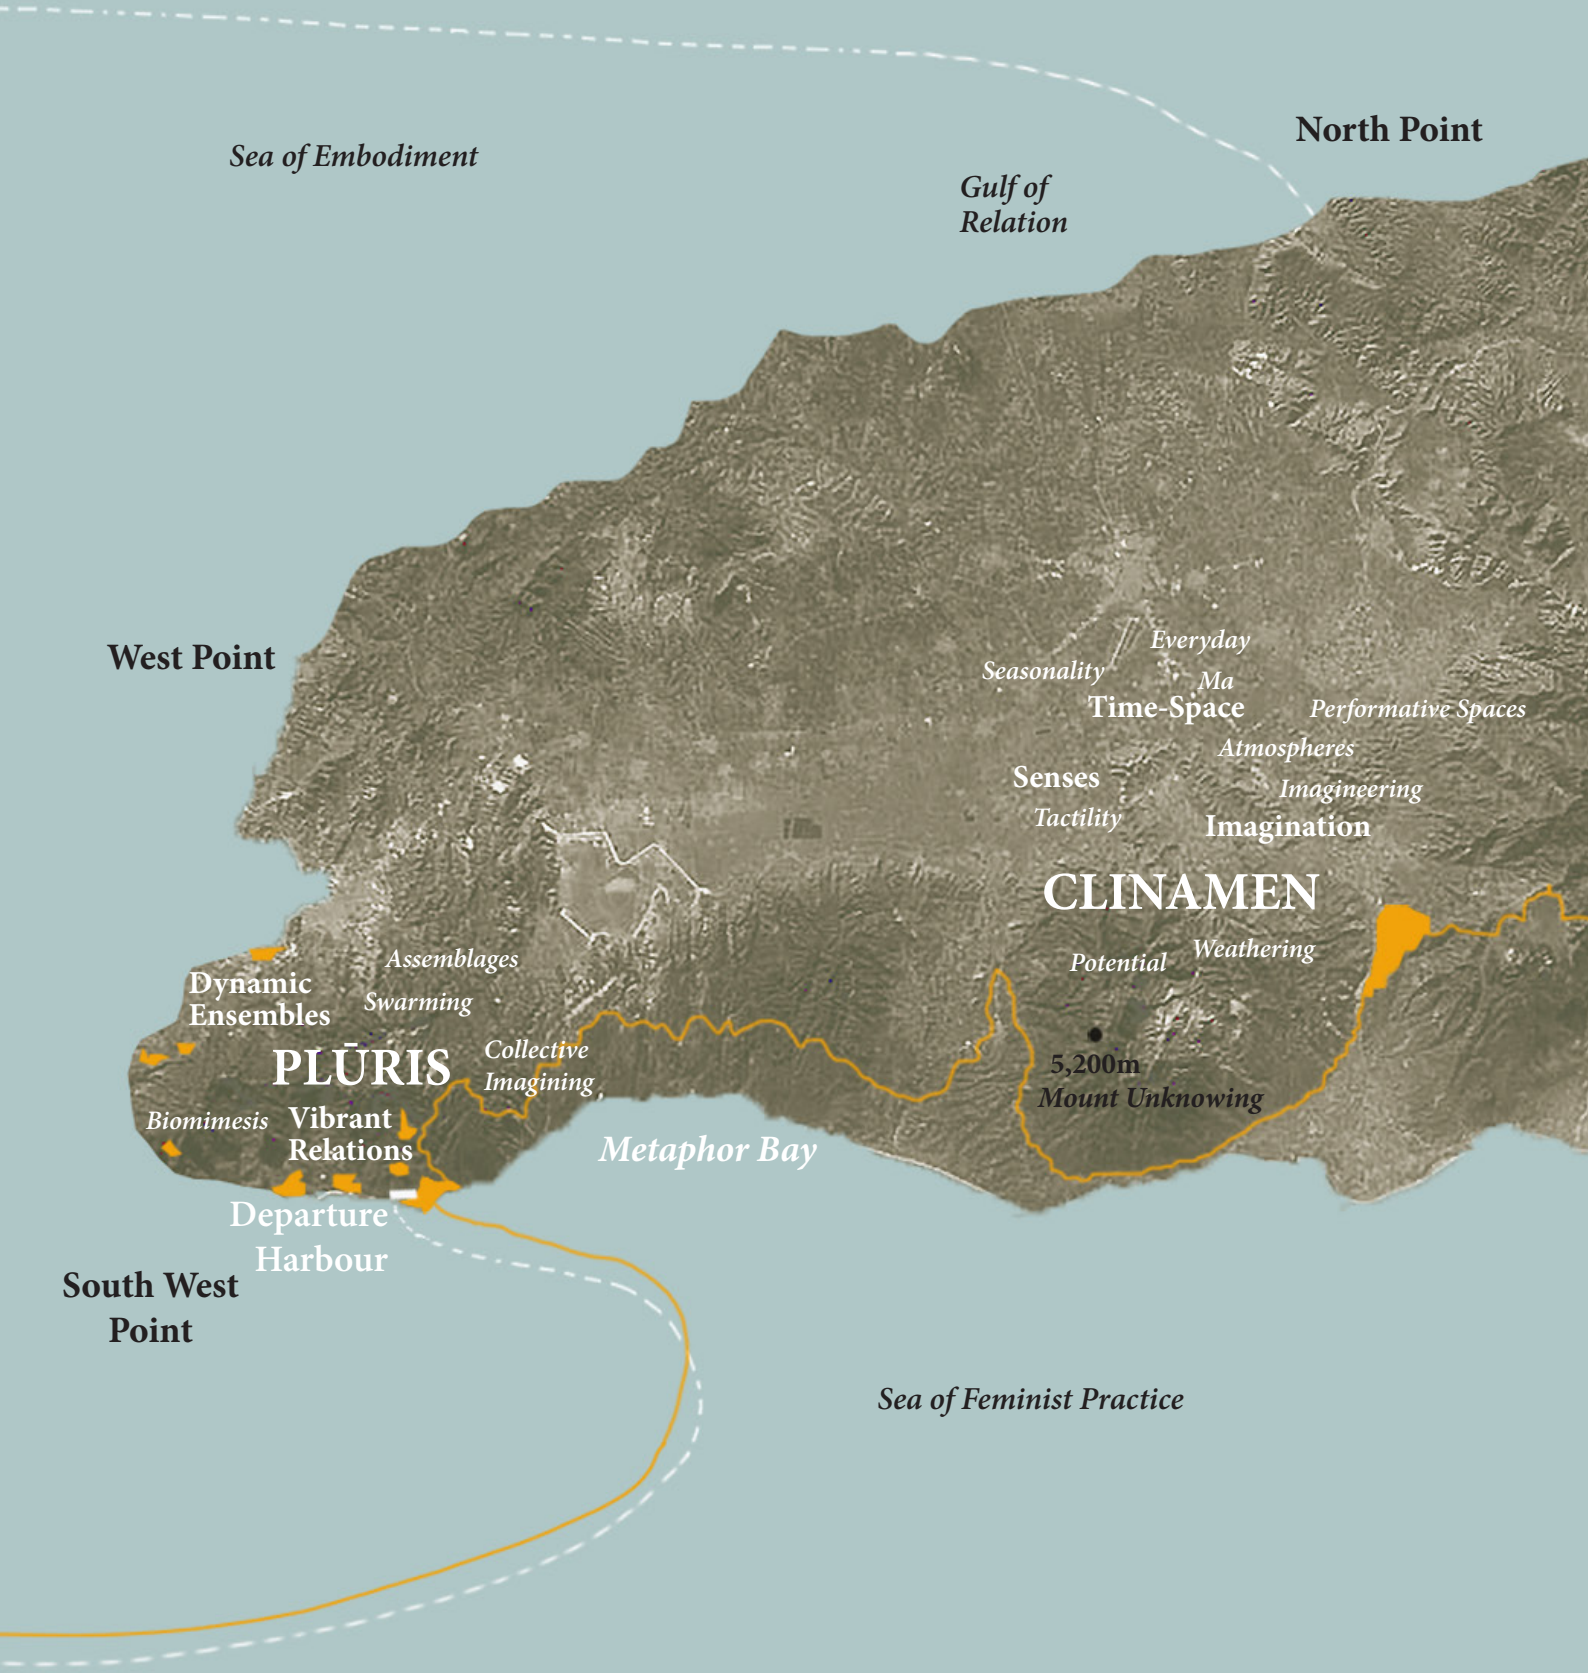 North Point
Sea of Embodiment
Gulf of
Relation
West Point
Everyday
Seasonality
Ma
Time-Space
Performative Spaces
Atmospheres
Senses
Imagineering
Tactility
Imagination
CLINAMEN
Weathering
Potential
5,200m
Mount Unknowing
Assemblages
Dynamic
Ensembles
Swarming
PLŪRIS
Collective
Imagining
Biomimesis
Vibrant
Relations
Metaphor Bay
Departure
Harbour
South West
Point
Sea of Feminist Practice